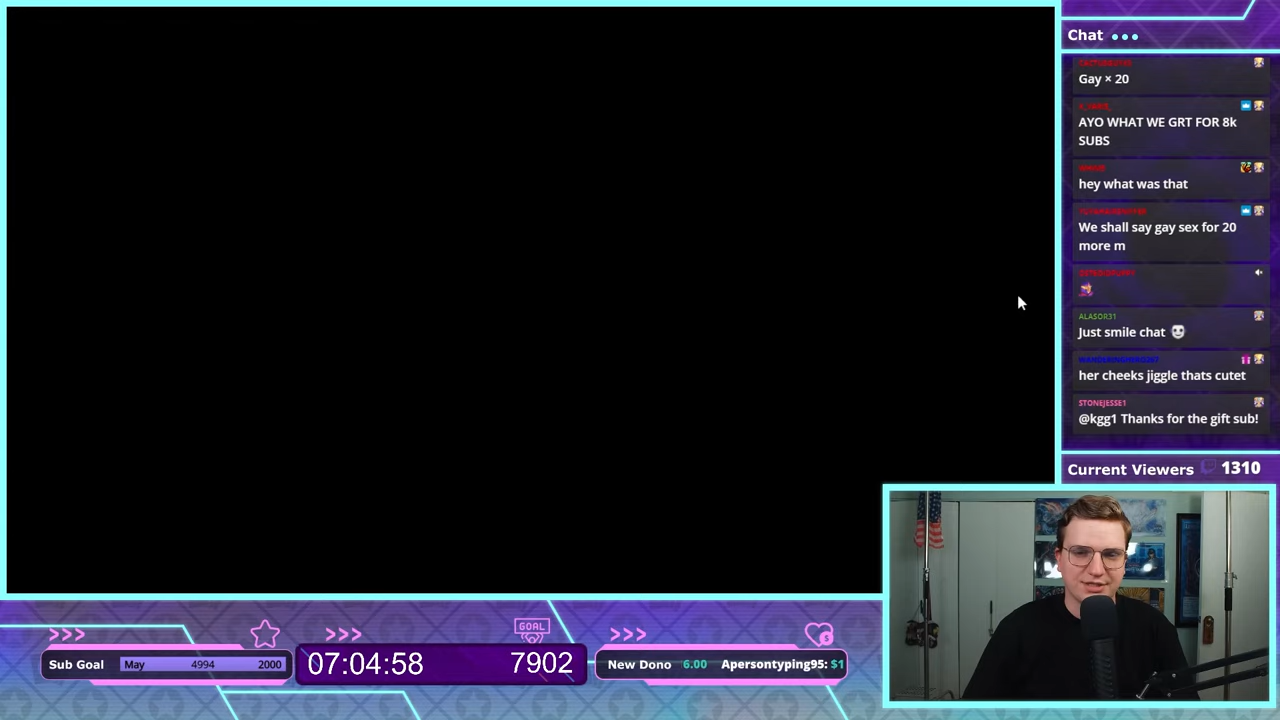 Chat
Gay × 20
AYO WHAT WE GRT FOR 8k
SUBS
hey what was that
We shall say gay sex for 20
more m
ALASOR31
Just smile chat
her cheeks jiggle thats cutet
STONEJESSE1
@kgg1 Thanks for the gift sub!
Current Viewers 1310
GOAL
Sub Goal May 4994 2000
07:04:58 7902
New Dono 6.00 Apersontyping95: $1